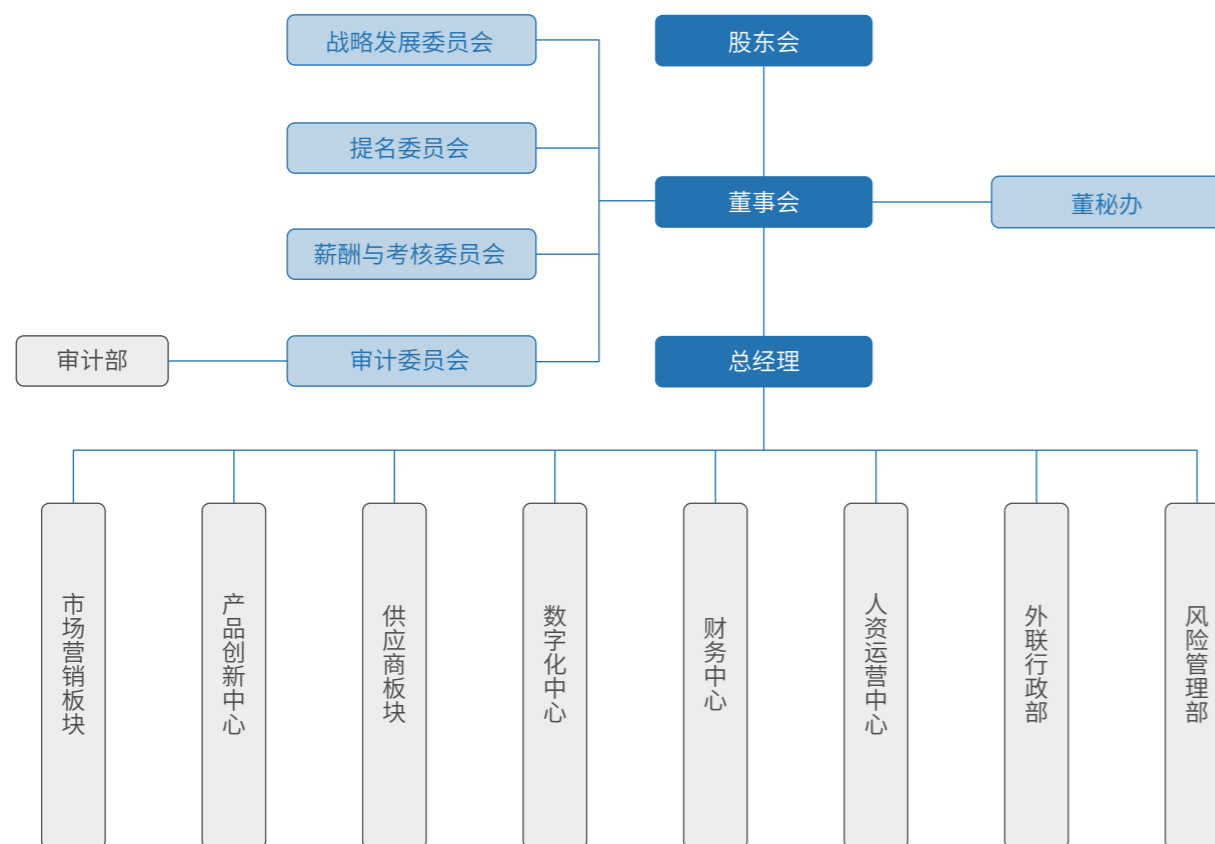 战略发展委员会
股东会
提名委员会
董事会
董秘办
薪酬与考核委员会
审计部
审计委员会
总经理
市场营销板块
产品创新中心
供应商板块
数字化中心
财务中心
人资运营中心
外联行政部
风险管理部